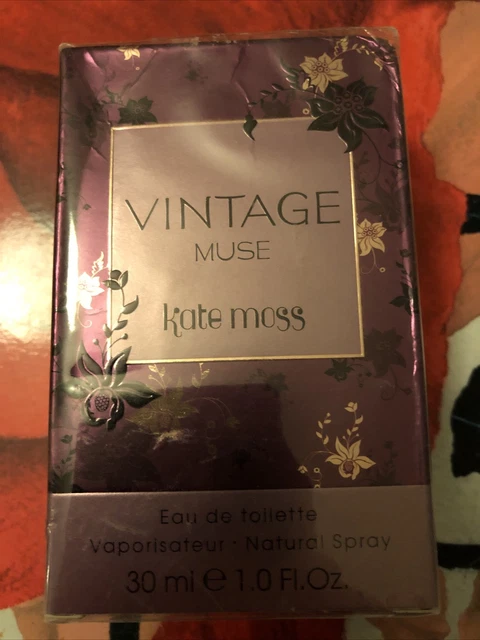 VINTAGE
MUSE
kate moss
Eau de toilette
Vaporisateur · Natural Spray
30 ml ℮ 1.0 Fl.Oz.